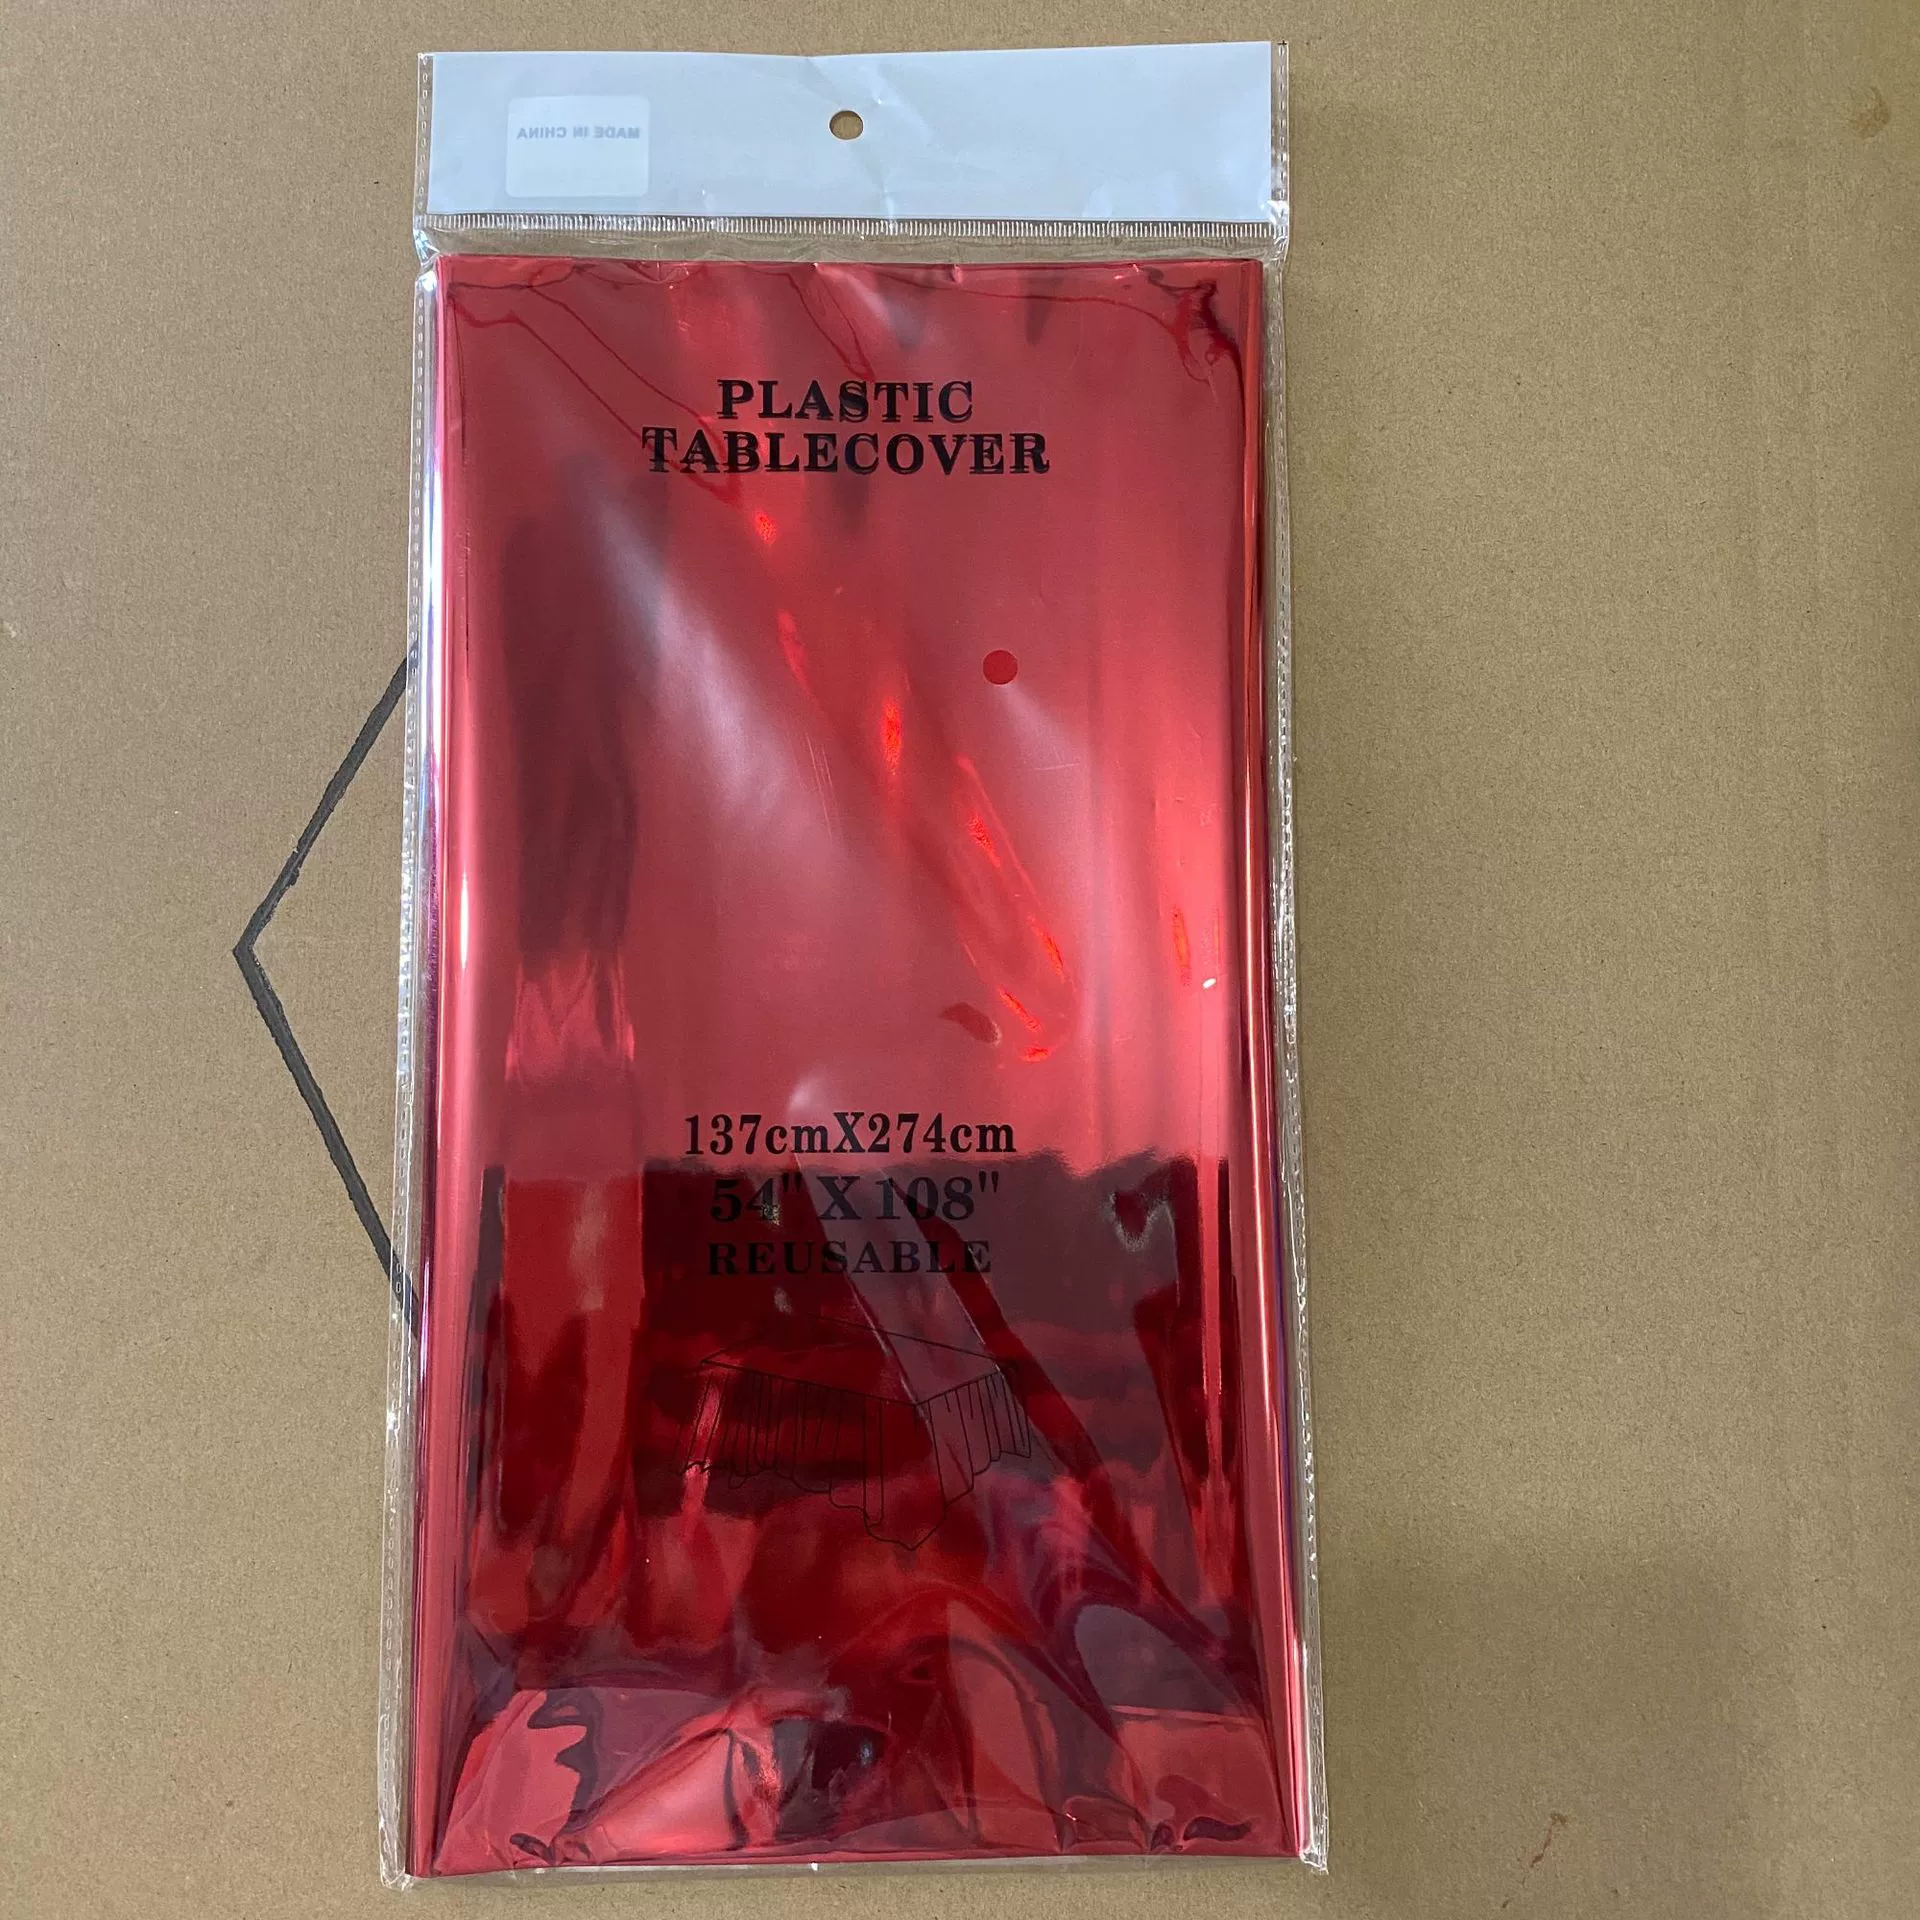 MADE IN CHINA
PLASTIC
TABLECOVER
137cmX274cm
54" X 108"
REUSABLE